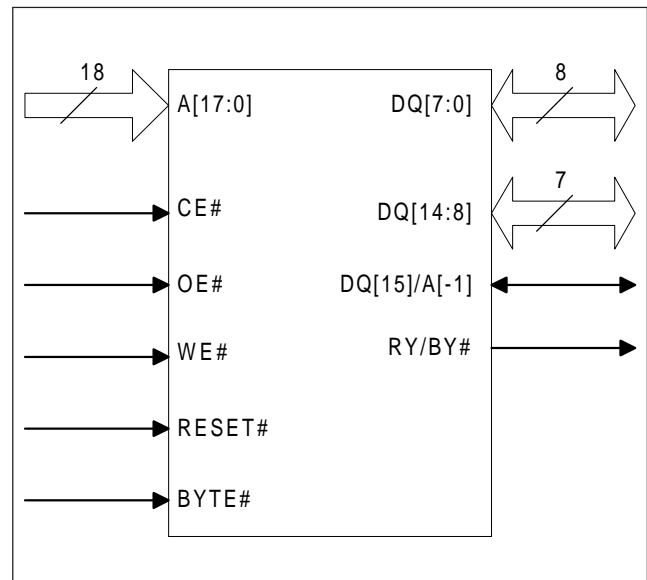 18
A[17:0]
CE#
OE#
WE#
RESET#
BYTE#
8
DQ[7:0]
7
DQ[14:8]
DQ[15]/A[-1]
RY/BY#